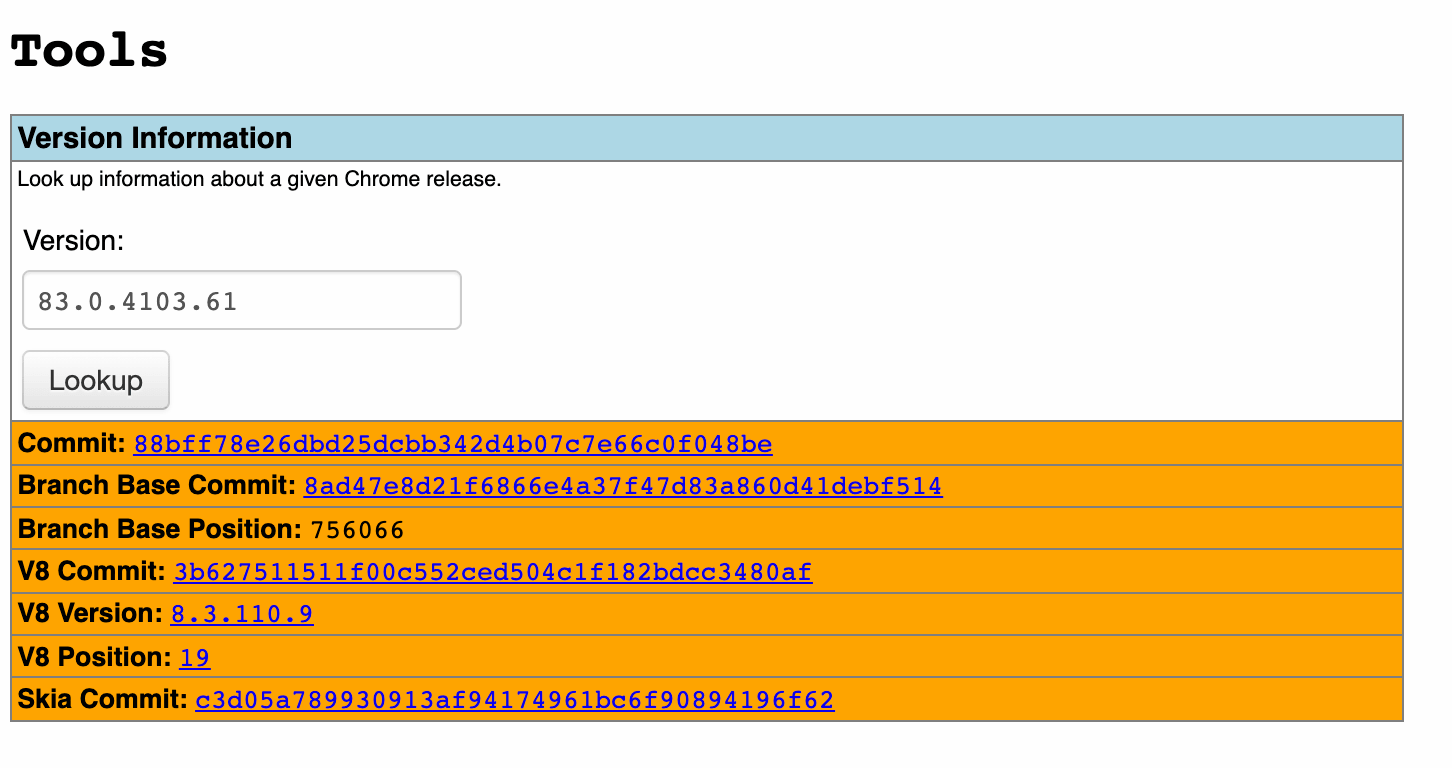 Tools
Version Information
Look up information about a given Chrome release.
Version:
83.0.4103.61
Lookup
Commit: 88bff78e26dbd25dcbb342d4b07c7e66c0f048be
Branch Base Commit: 8ad47e8d21f6866e4a37f47d83a860d41debf514
Branch Base Position: 756066
V8 Commit: 3b627511511f00c552ced504c1f182bdcc3480af
V8 Version: 8.3.110.9
V8 Position: 19
Skia Commit: c3d05a789930913af94174961bc6f90894196f62